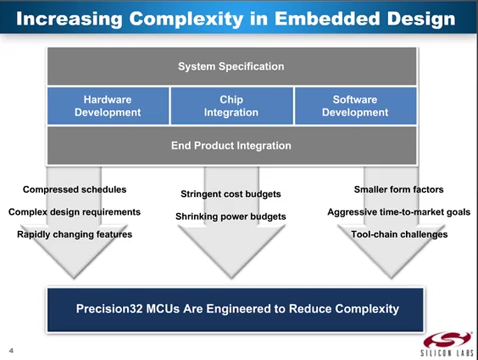 Increasing Complexity in Embedded Design
System Specification
Hardware
Development
Chip
Integration
Software
Development
End Product Integration
Compressed schedules
Complex design requirements
Rapidly changing features
Stringent cost budgets
Shrinking power budgets
Smaller form factors
Aggressive time-to-market goals
Tool-chain challenges
Precision32 MCUs Are Engineered to Reduce Complexity
4
SILICON LABS